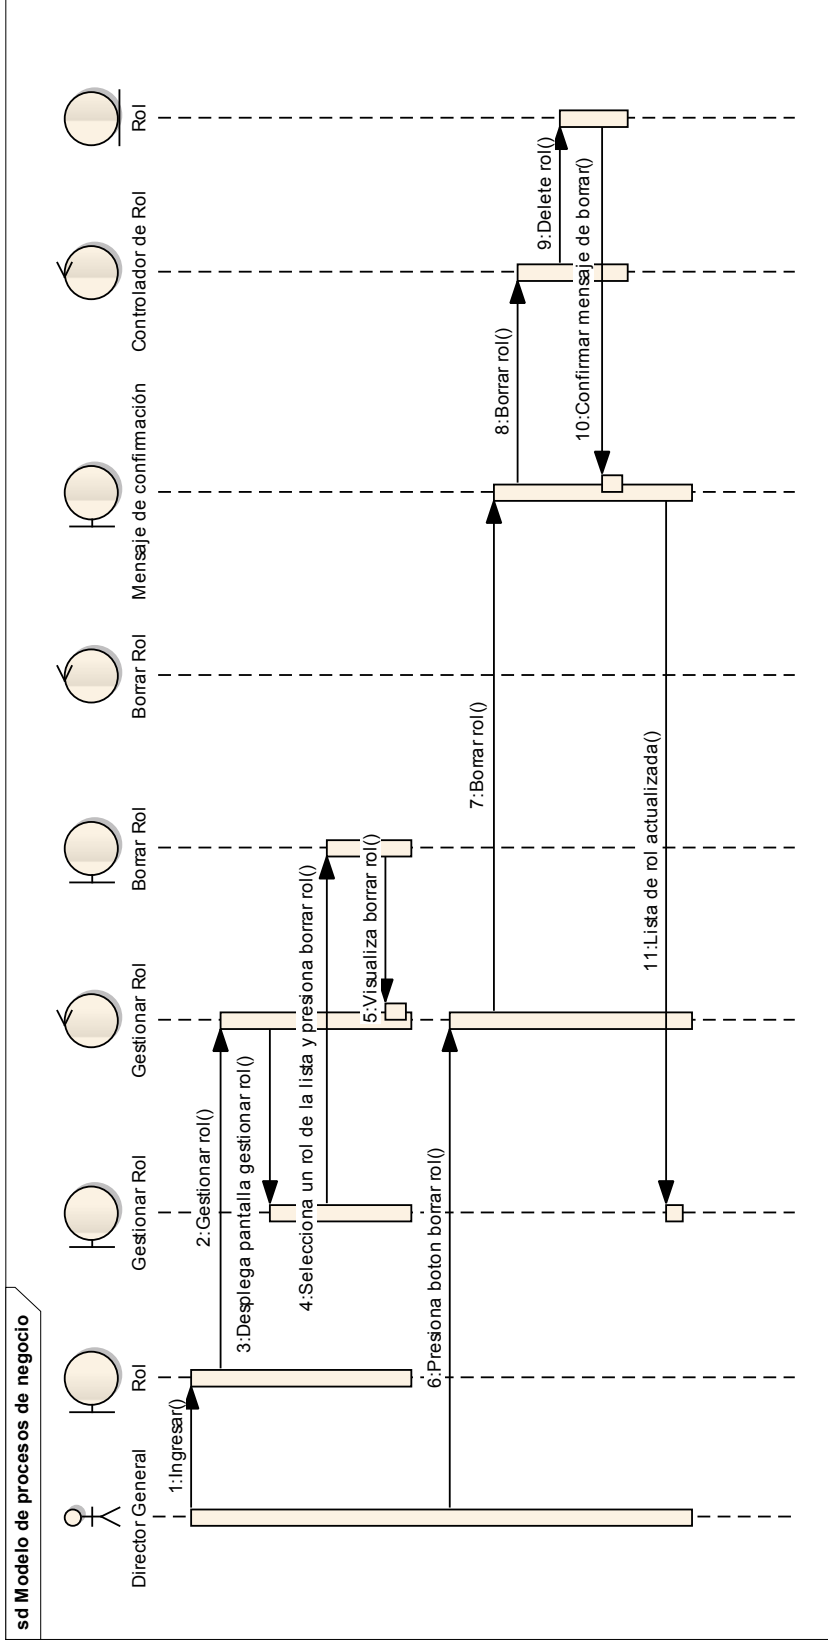 sd Modelo de procesos de negocio
Director General
Rol
Gestionar Rol
Gestionar Rol
Borrar Rol
Borrar Rol
Mensaje de confirmación
Controlador de Rol
Rol
1:Ingresar()
2:Gestionar rol()
3:Desplega pantalla gestionar rol()
4:Selecciona un rol de la lista y presiona borrar rol()
5:Visualiza borrar rol()
6:Presiona boton borrar rol()
7:Borrar rol()
8:Borrar rol()
9:Delete rol()
10:Confirmar mensaje de borrar()
11:Lista de rol actualizada()